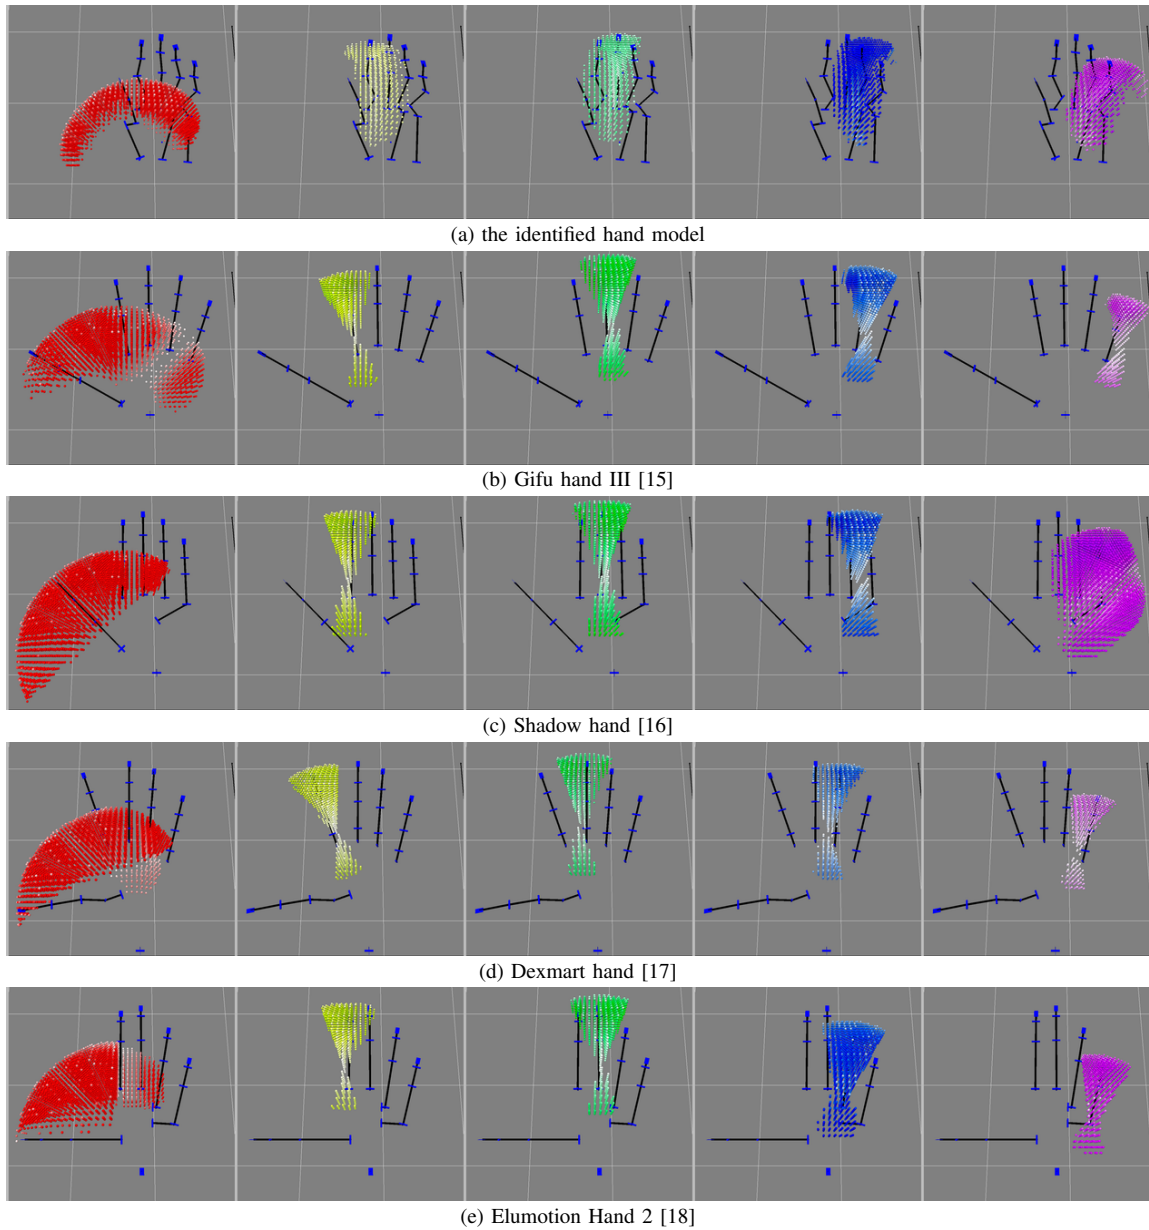 (a) the identified hand model
(b) Gifu hand III [15]
(c) Shadow hand [16]
(d) Dexmart hand [17]
(e) Elumotion Hand 2 [18]